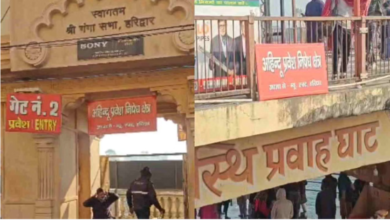 स्वागतम
श्री गंगा सभा, हरिद्वार
SONY
गेट नं. 2
प्रवेश ENTRY
अहिन्दू प्रवेश निषेध क्षेत्र
अहिन्दू प्रवेश निषेध क्षेत्र
स्थि प्रवाह घाट